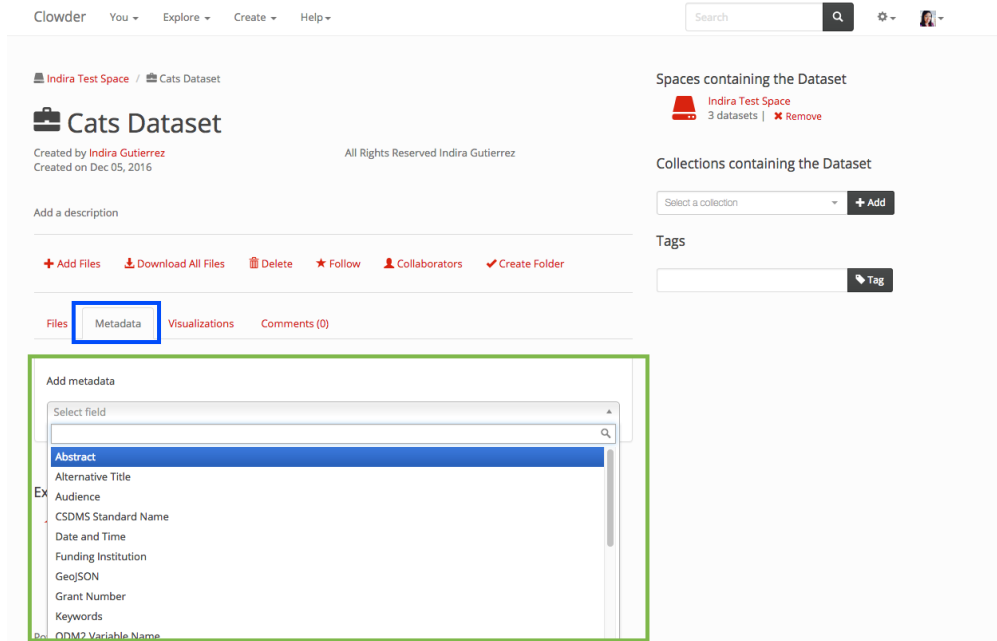 Clowder You Explore Create Help Search
Indira Test Space / Cats Dataset
Cats Dataset
Created by Indira Gutierrez
Created on Dec 05, 2016
All Rights Reserved Indira Gutierrez
Add a description
Add Files Download All Files Delete Follow Collaborators Create Folder
Files Metadata Visualizations Comments (0)
Add metadata
Select field
Abstract
Alternative Title
Audience
CSDMS Standard Name
Date and Time
Funding Institution
GeoJSON
Grant Number
Keywords
ODM2 Variable Name
Spaces containing the Dataset
Indira Test Space
3 datasets | Remove
Collections containing the Dataset
Select a collection Add
Tags
Tag